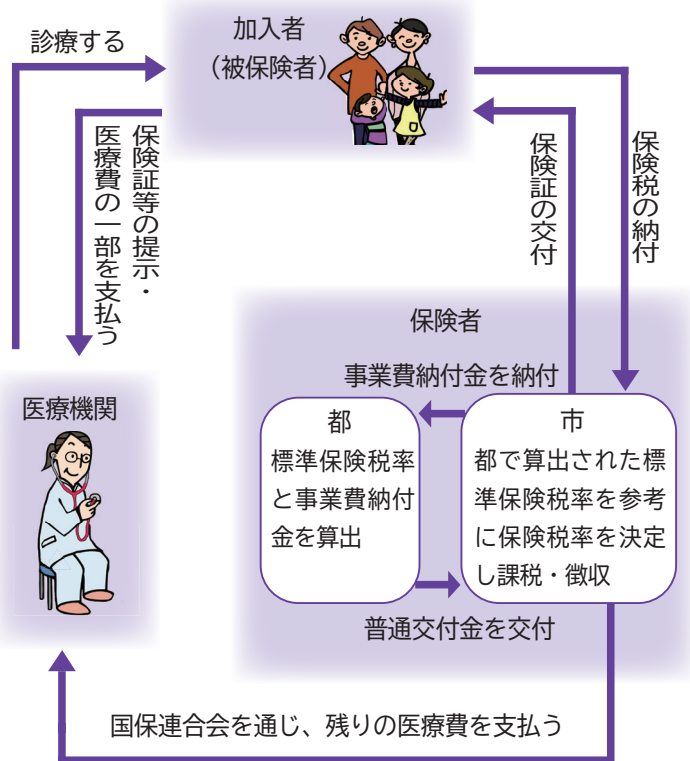 診療する
加入者
（被保険者）
保険証等の提示・
医療費の一部を支払う
保険証の交付
保険税の納付
保険者
事業費納付金を納付
医療機関
都
標準保険税率
と事業費納付
金を算出
市
都で算出された標
準保険税率を参考
に保険税率を決定
し課税・徴収
普通交付金を交付
国保連合会を通じ、残りの医療費を支払う